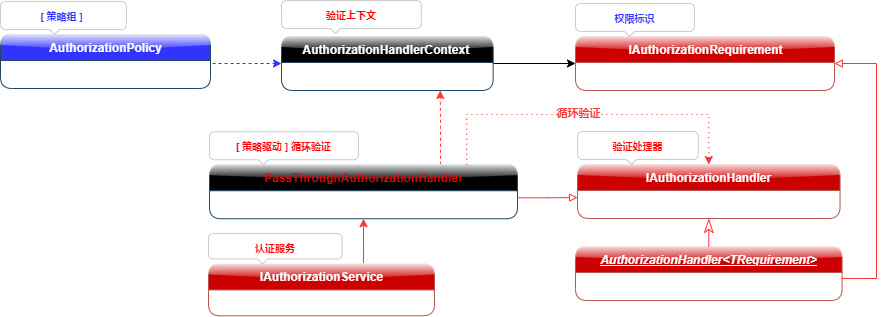 [ 策略组 ]
AuthorizationPolicy
验证上下文
AuthorizationHandlerContext
权限标识
IAuthorizationRequirement
循环验证
[ 策略驱动 ] 循环验证
PassThroughAuthorizationHandler
验证处理器
IAuthorizationHandler
认证服务
IAuthorizationService
AuthorizationHandler<TRequirement>